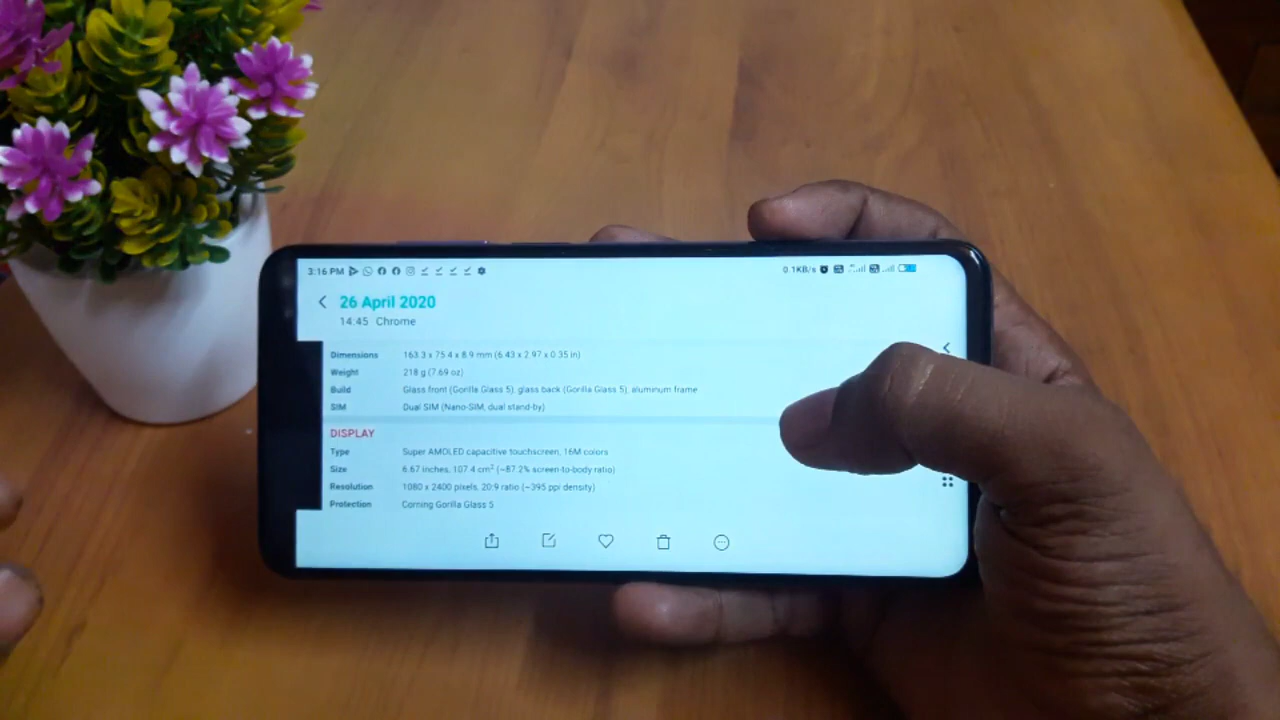 3:16 PM
0.1KB/s
26 April 2020
14:45 Chrome
Dimensions 163.3 x 75.4 x 8.9 mm (6.43 x 2.97 x 0.35 in)
Weight 218 g (7.69 oz)
Build Glass front (Gorilla Glass 5), glass back (Gorilla Glass 5), aluminum frame
SIM Dual SIM (Nano-SIM, dual stand-by)
DISPLAY
Type Super AMOLED capacitive touchscreen, 16M colors
Size 6.67 inches, 107.4 cm² (~87.2% screen-to-body ratio)
Resolution 1080 x 2400 pixels, 20:9 ratio (~395 ppi density)
Protection Corning Gorilla Glass 5